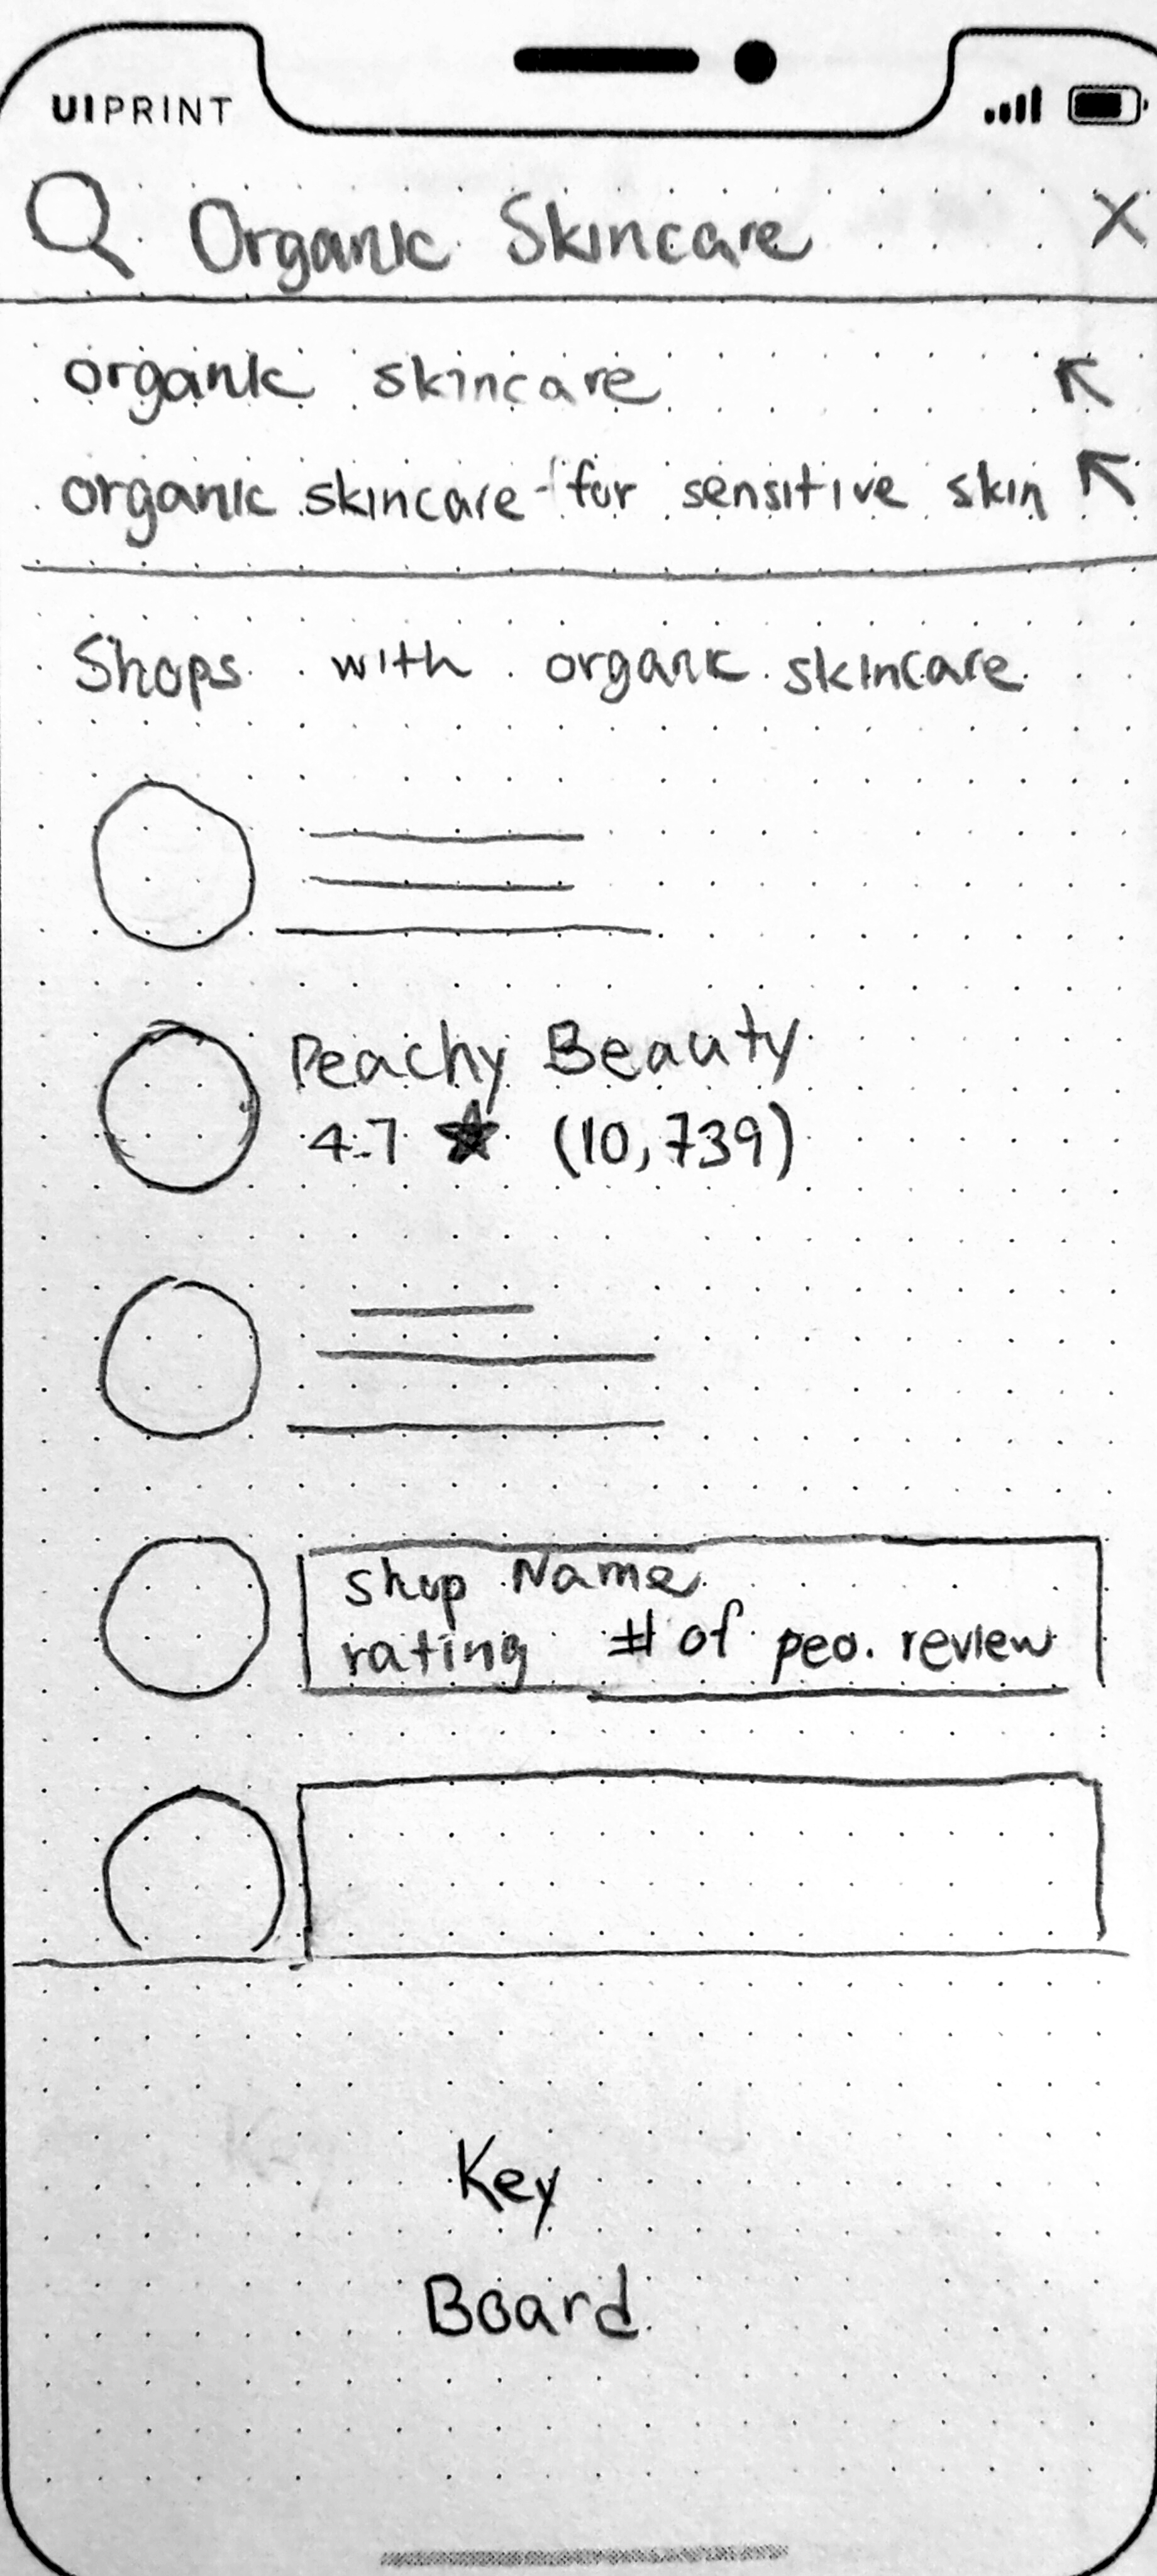 UIPRINT
Organic Skincare X
organic skincare
organic skincare for sensitive skin
Shops with organic skincare
Peachy Beauty
4.7 ★ (10,739)
Shop Name
rating # of peo. review
Key
Board